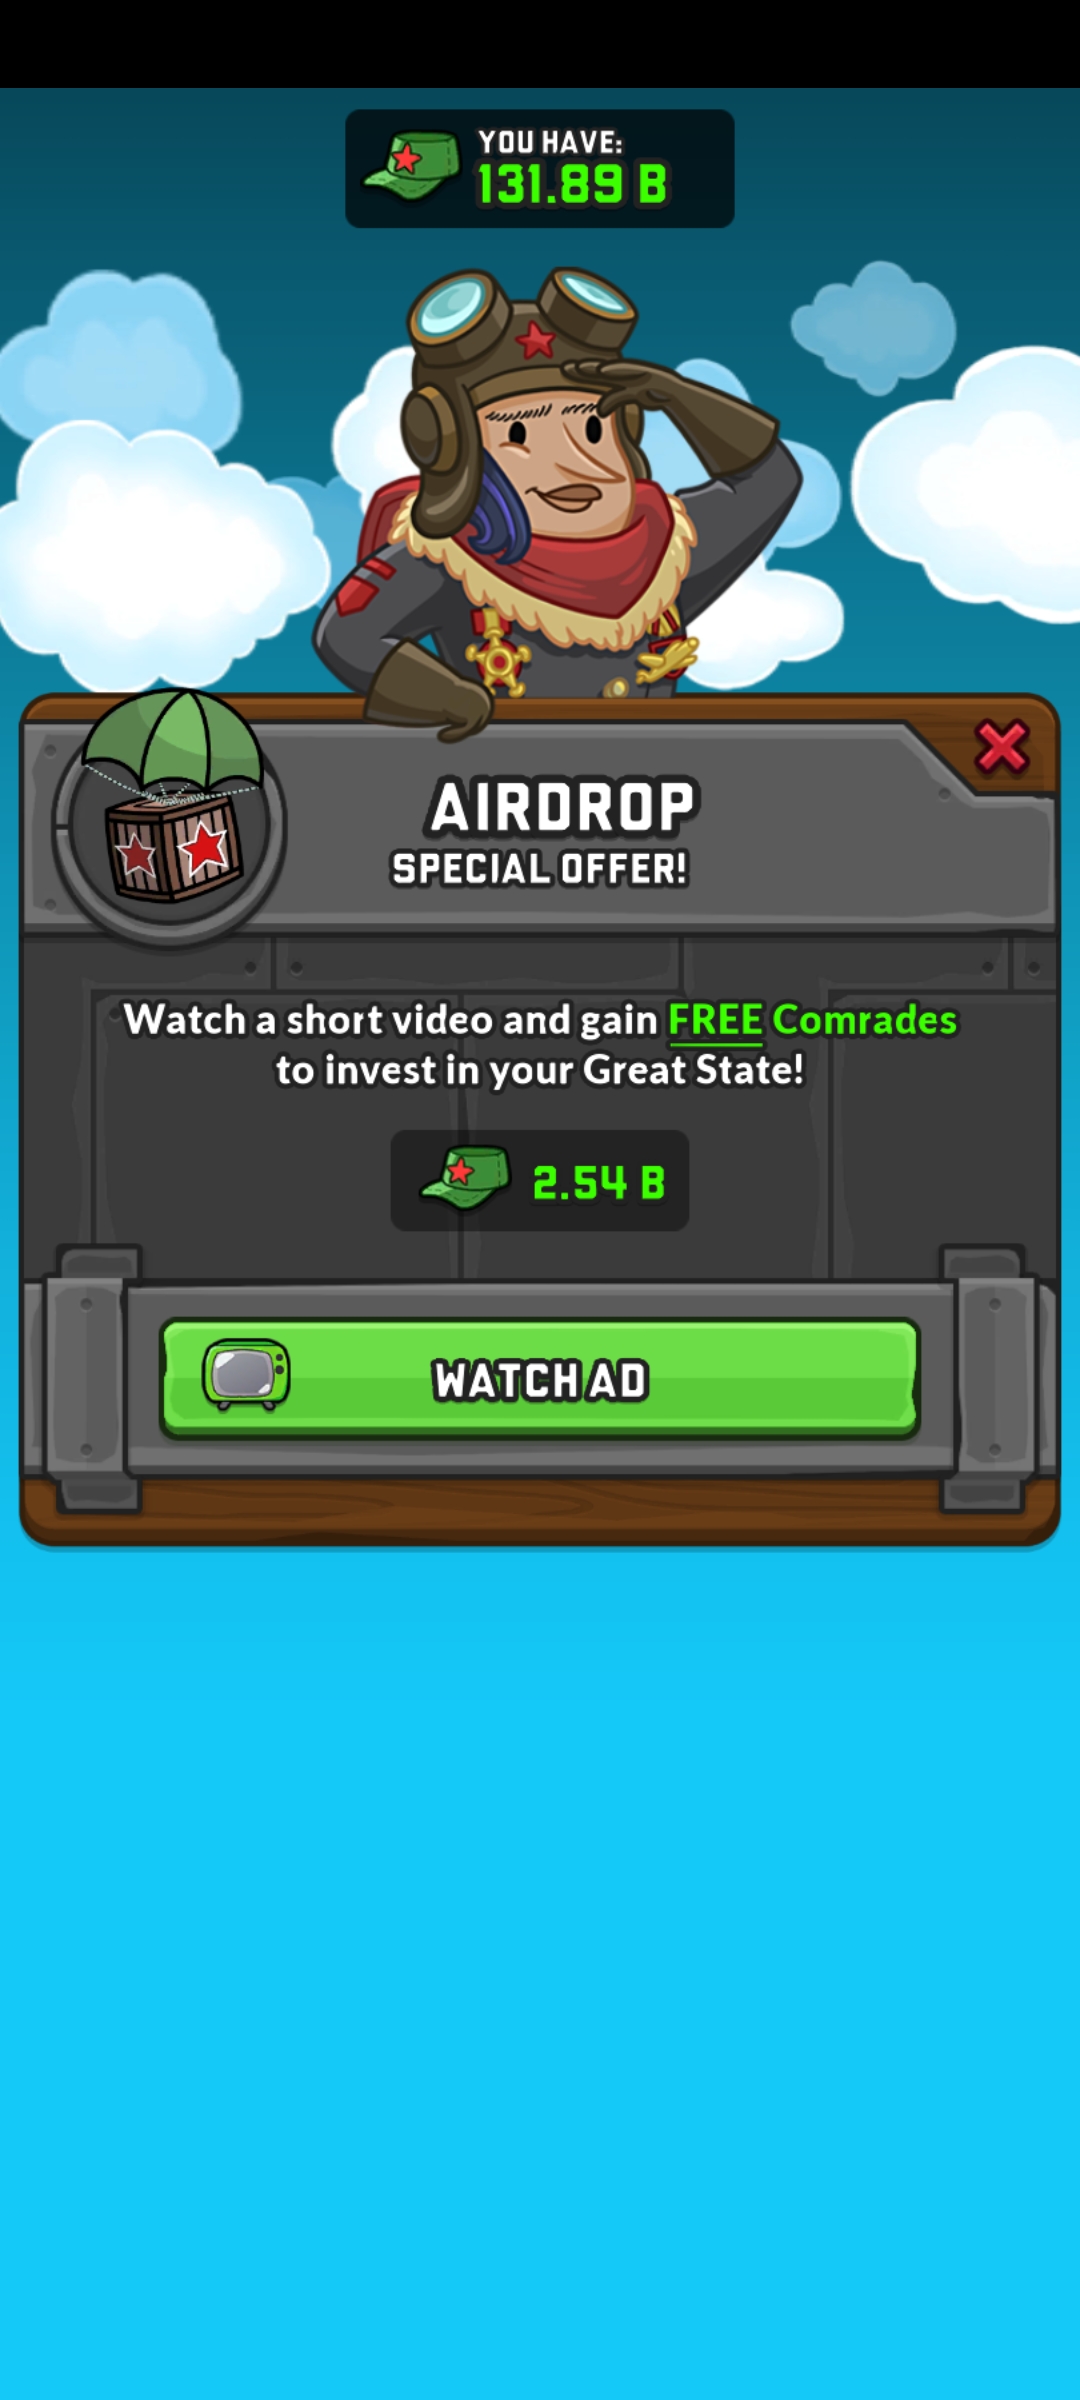 YOU HAVE:
131.89 B
AIRDROP
SPECIAL OFFER!
Watch a short video and gain FREE Comrades
to invest in your Great State!
2.54 B
WATCH AD